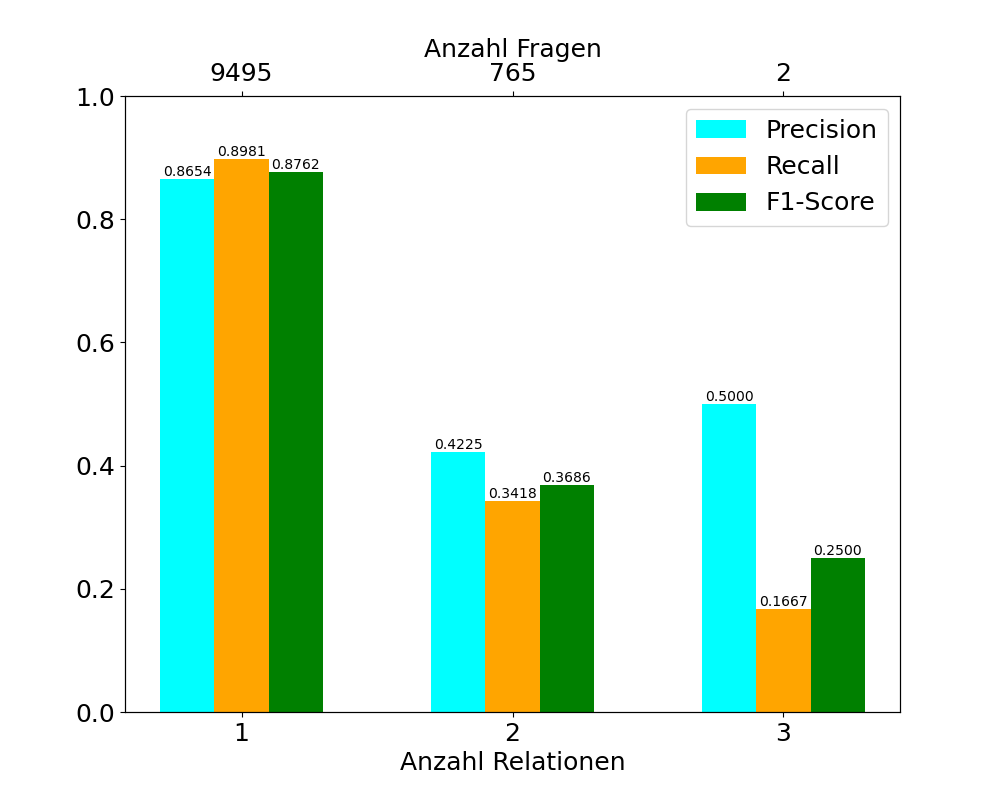 Anzahl Fragen
9495 765 2
1.0
Precision
Recall
F1-Score
0.8654 0.8981 0.8762
0.8
0.6
0.5000
0.4225 0.3418 0.3686
0.4
0.2500
0.1667
0.2
0.0
1 2 3
Anzahl Relationen